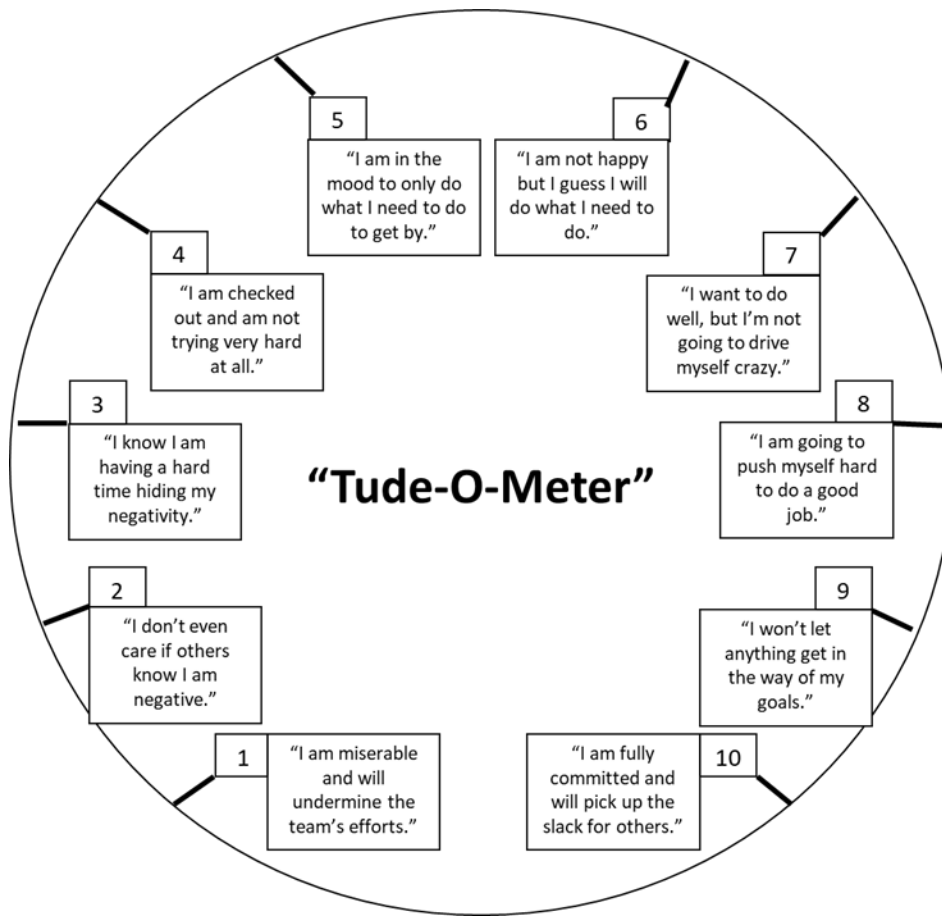 5
“I am in the
mood to only do
what I need to do
to get by.”
6
“I am not happy
but I guess I will
do what I need to
do.”
4
“I am checked
out and am not
trying very hard
at all.”
7
“I want to do
well, but I’m not
going to drive
myself crazy.”
3
“I know I am
having a hard
time hiding my
negativity.”
“Tude-O-Meter”
8
“I am going to
push myself hard
to do a good
job.”
2
“I don’t even
care if others
know I am
negative.”
9
“I won’t let
anything get in
the way of my
goals.”
1
“I am miserable
and will
undermine the
team’s efforts.”
“I am fully
committed and
will pick up the
slack for others.”
10